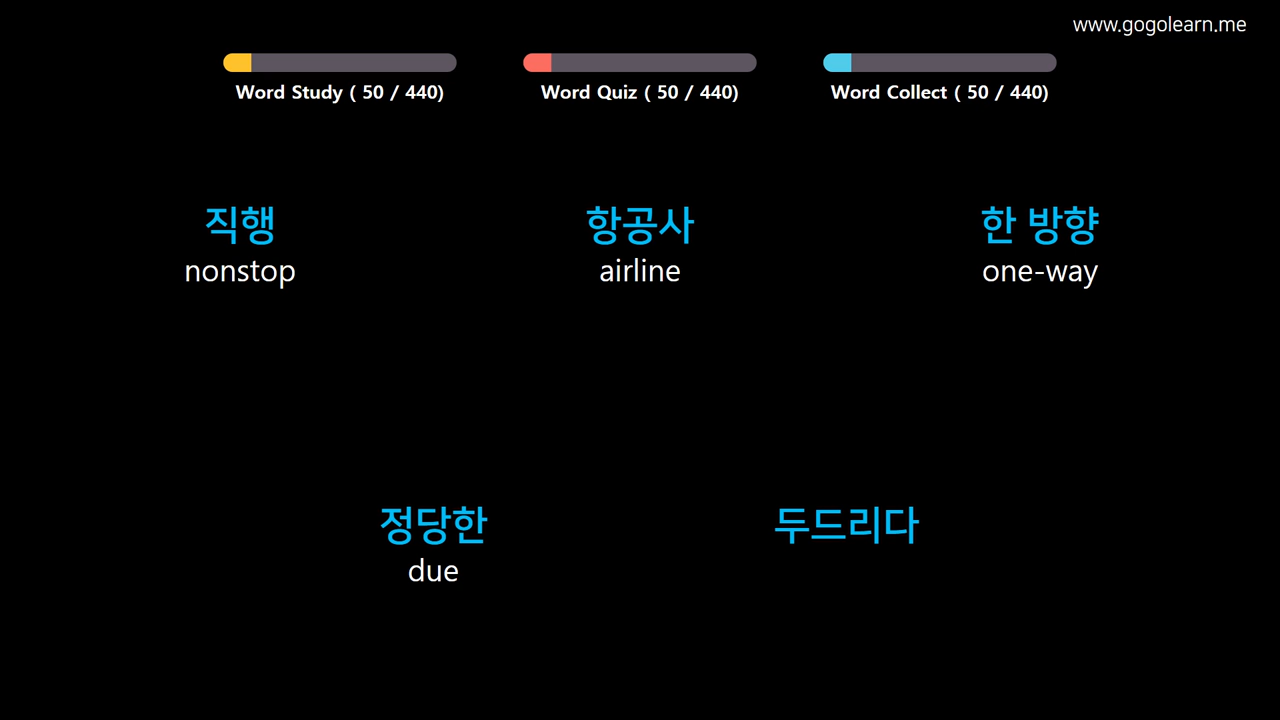 www.gogolearn.me
Word Study ( 50 / 440)
Word Quiz ( 50 / 440)
Word Collect ( 50 / 440)
직행
nonstop
항공사
airline
한 방향
one-way
정당한
due
두드리다